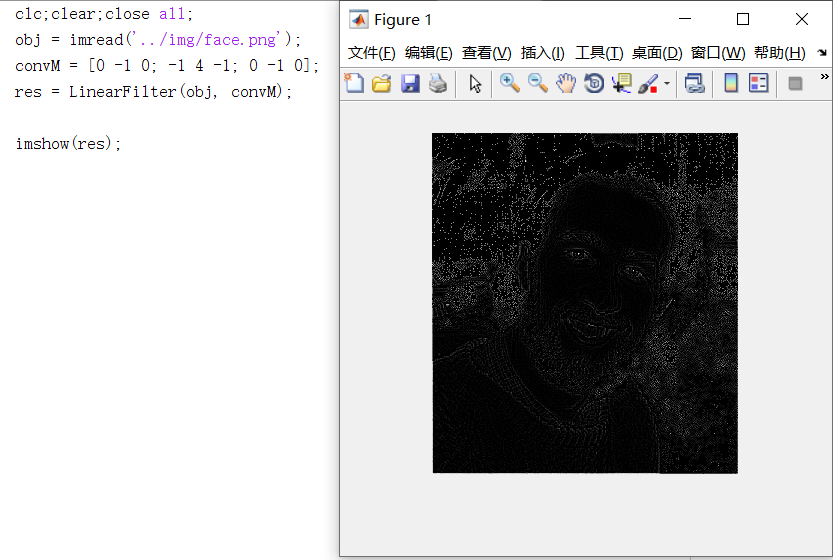 clc;clear;close all;
obj = imread('../img/face.png');
convM = [0 -1 0; -1 4 -1; 0 -1 0];
res = LinearFilter(obj, convM);
imshow(res);
Figure 1
文件(F) 编辑(E) 查看(V) 插入(I) 工具(T) 桌面(D) 窗口(W) 帮助(H)